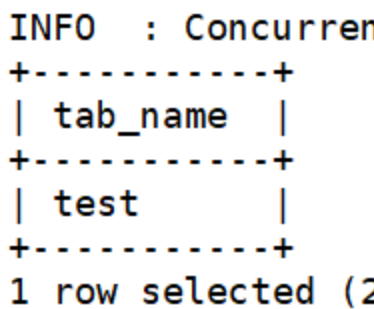 INFO  : Concurren
+-----------+
| tab_name  |
+-----------+
| test      |
+-----------+
1 row selected (2